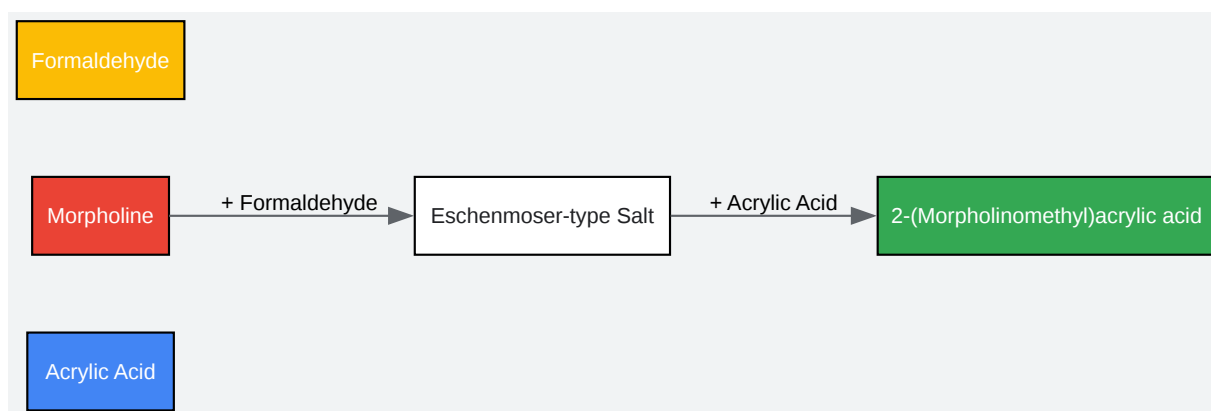 Formaldehyde
Morpholine
+ Formaldehyde
Eschenmoser-type Salt
+ Acrylic Acid
2-(Morpholinomethyl)acrylic acid
Acrylic Acid